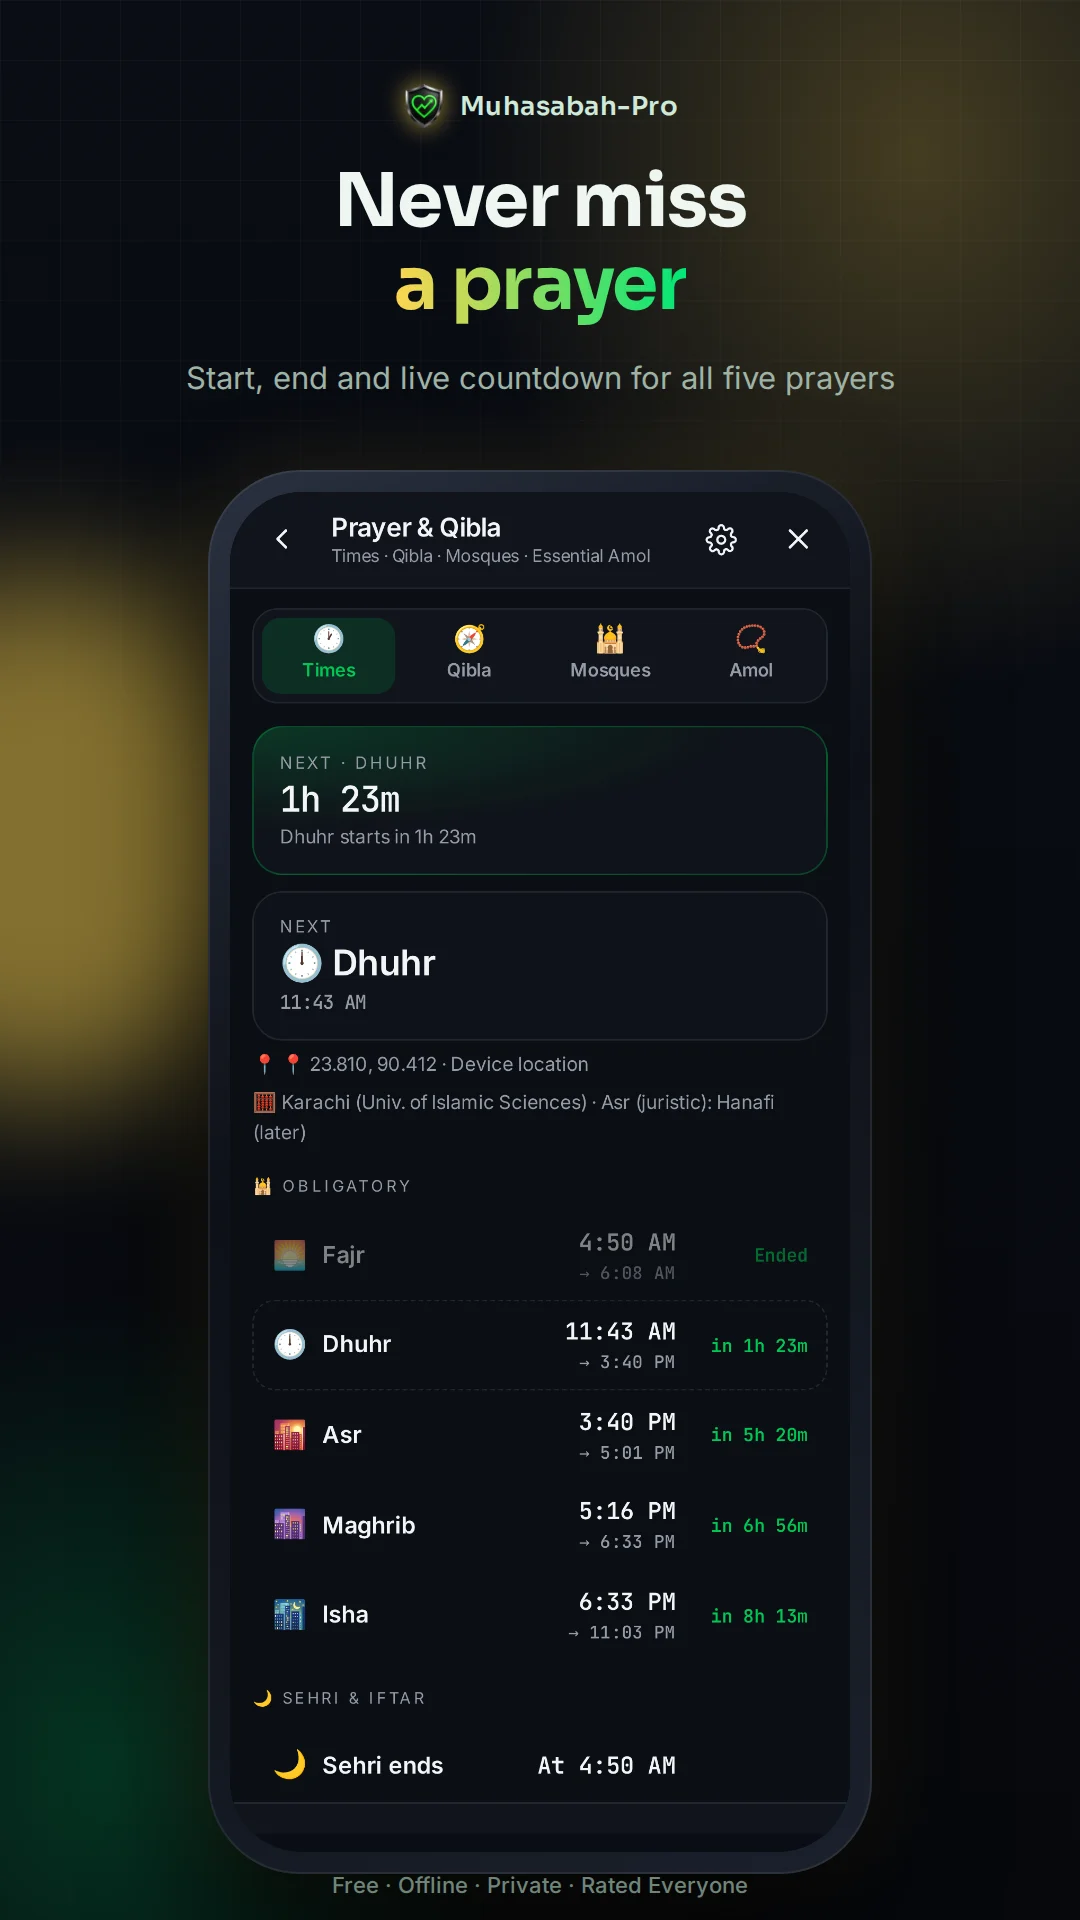 Muhasabah-Pro
Never miss
a prayer
Start, end and live countdown for all five prayers
Prayer & Qibla
Times · Qibla · Mosques · Essential Amol
Times
Qibla
Mosques
Amol
NEXT · DHUHR
1h 23m
Dhuhr starts in 1h 23m
NEXT
Dhuhr
11:43 AM
23.810, 90.412 · Device location
Karachi (Univ. of Islamic Sciences) · Asr (juristic): Hanafi
(later)
OBLIGATORY
Fajr
4:50 AM
→ 6:08 AM
Ended
Dhuhr
11:43 AM
→ 3:40 PM
in 1h 23m
Asr
3:40 PM
→ 5:01 PM
in 5h 20m
Maghrib
5:16 PM
→ 6:33 PM
in 6h 56m
Isha
6:33 PM
→ 11:03 PM
in 8h 13m
SEHRI & IFTAR
Sehri ends
At 4:50 AM
Free · Offline · Private · Rated Everyone